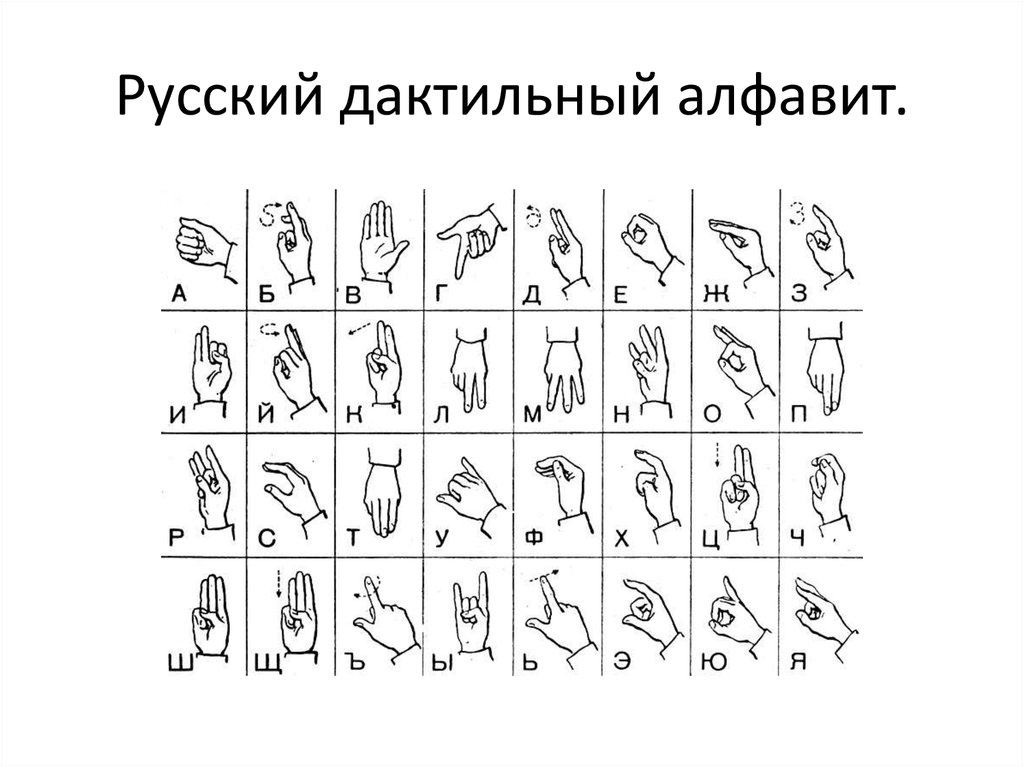 Русский дактильный алфавит.
А Б В Г Д Е Ж З
И Й К Л М Н О П
Р С Т У Ф Х Ц Ч
Ш Щ Ъ Ы Ь Э Ю Я